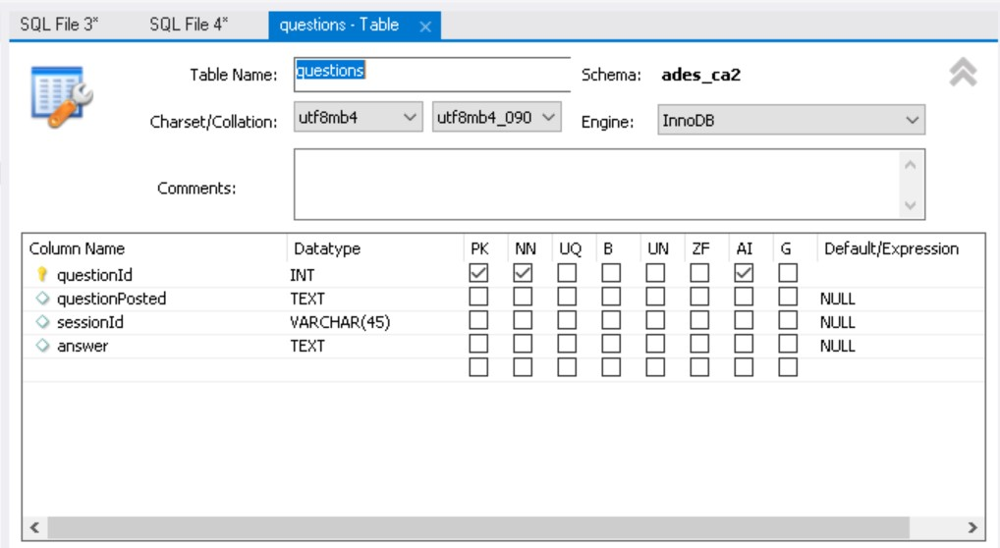 SQL File 3* SQL File 4* questions - Table
Table Name: questions Schema: ades_ca2
Charset/Collation: utf8mb4 utf8mb4_090 Engine: InnoDB
Comments:
Column Name Datatype PK NN UQ B UN ZF AI G Default/Expression
questionId INT
questionPosted TEXT NULL
sessionId VARCHAR(45) NULL
answer TEXT NULL